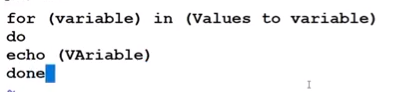 for (variable) in (Values to variable)
do
echo (VAriable)
done